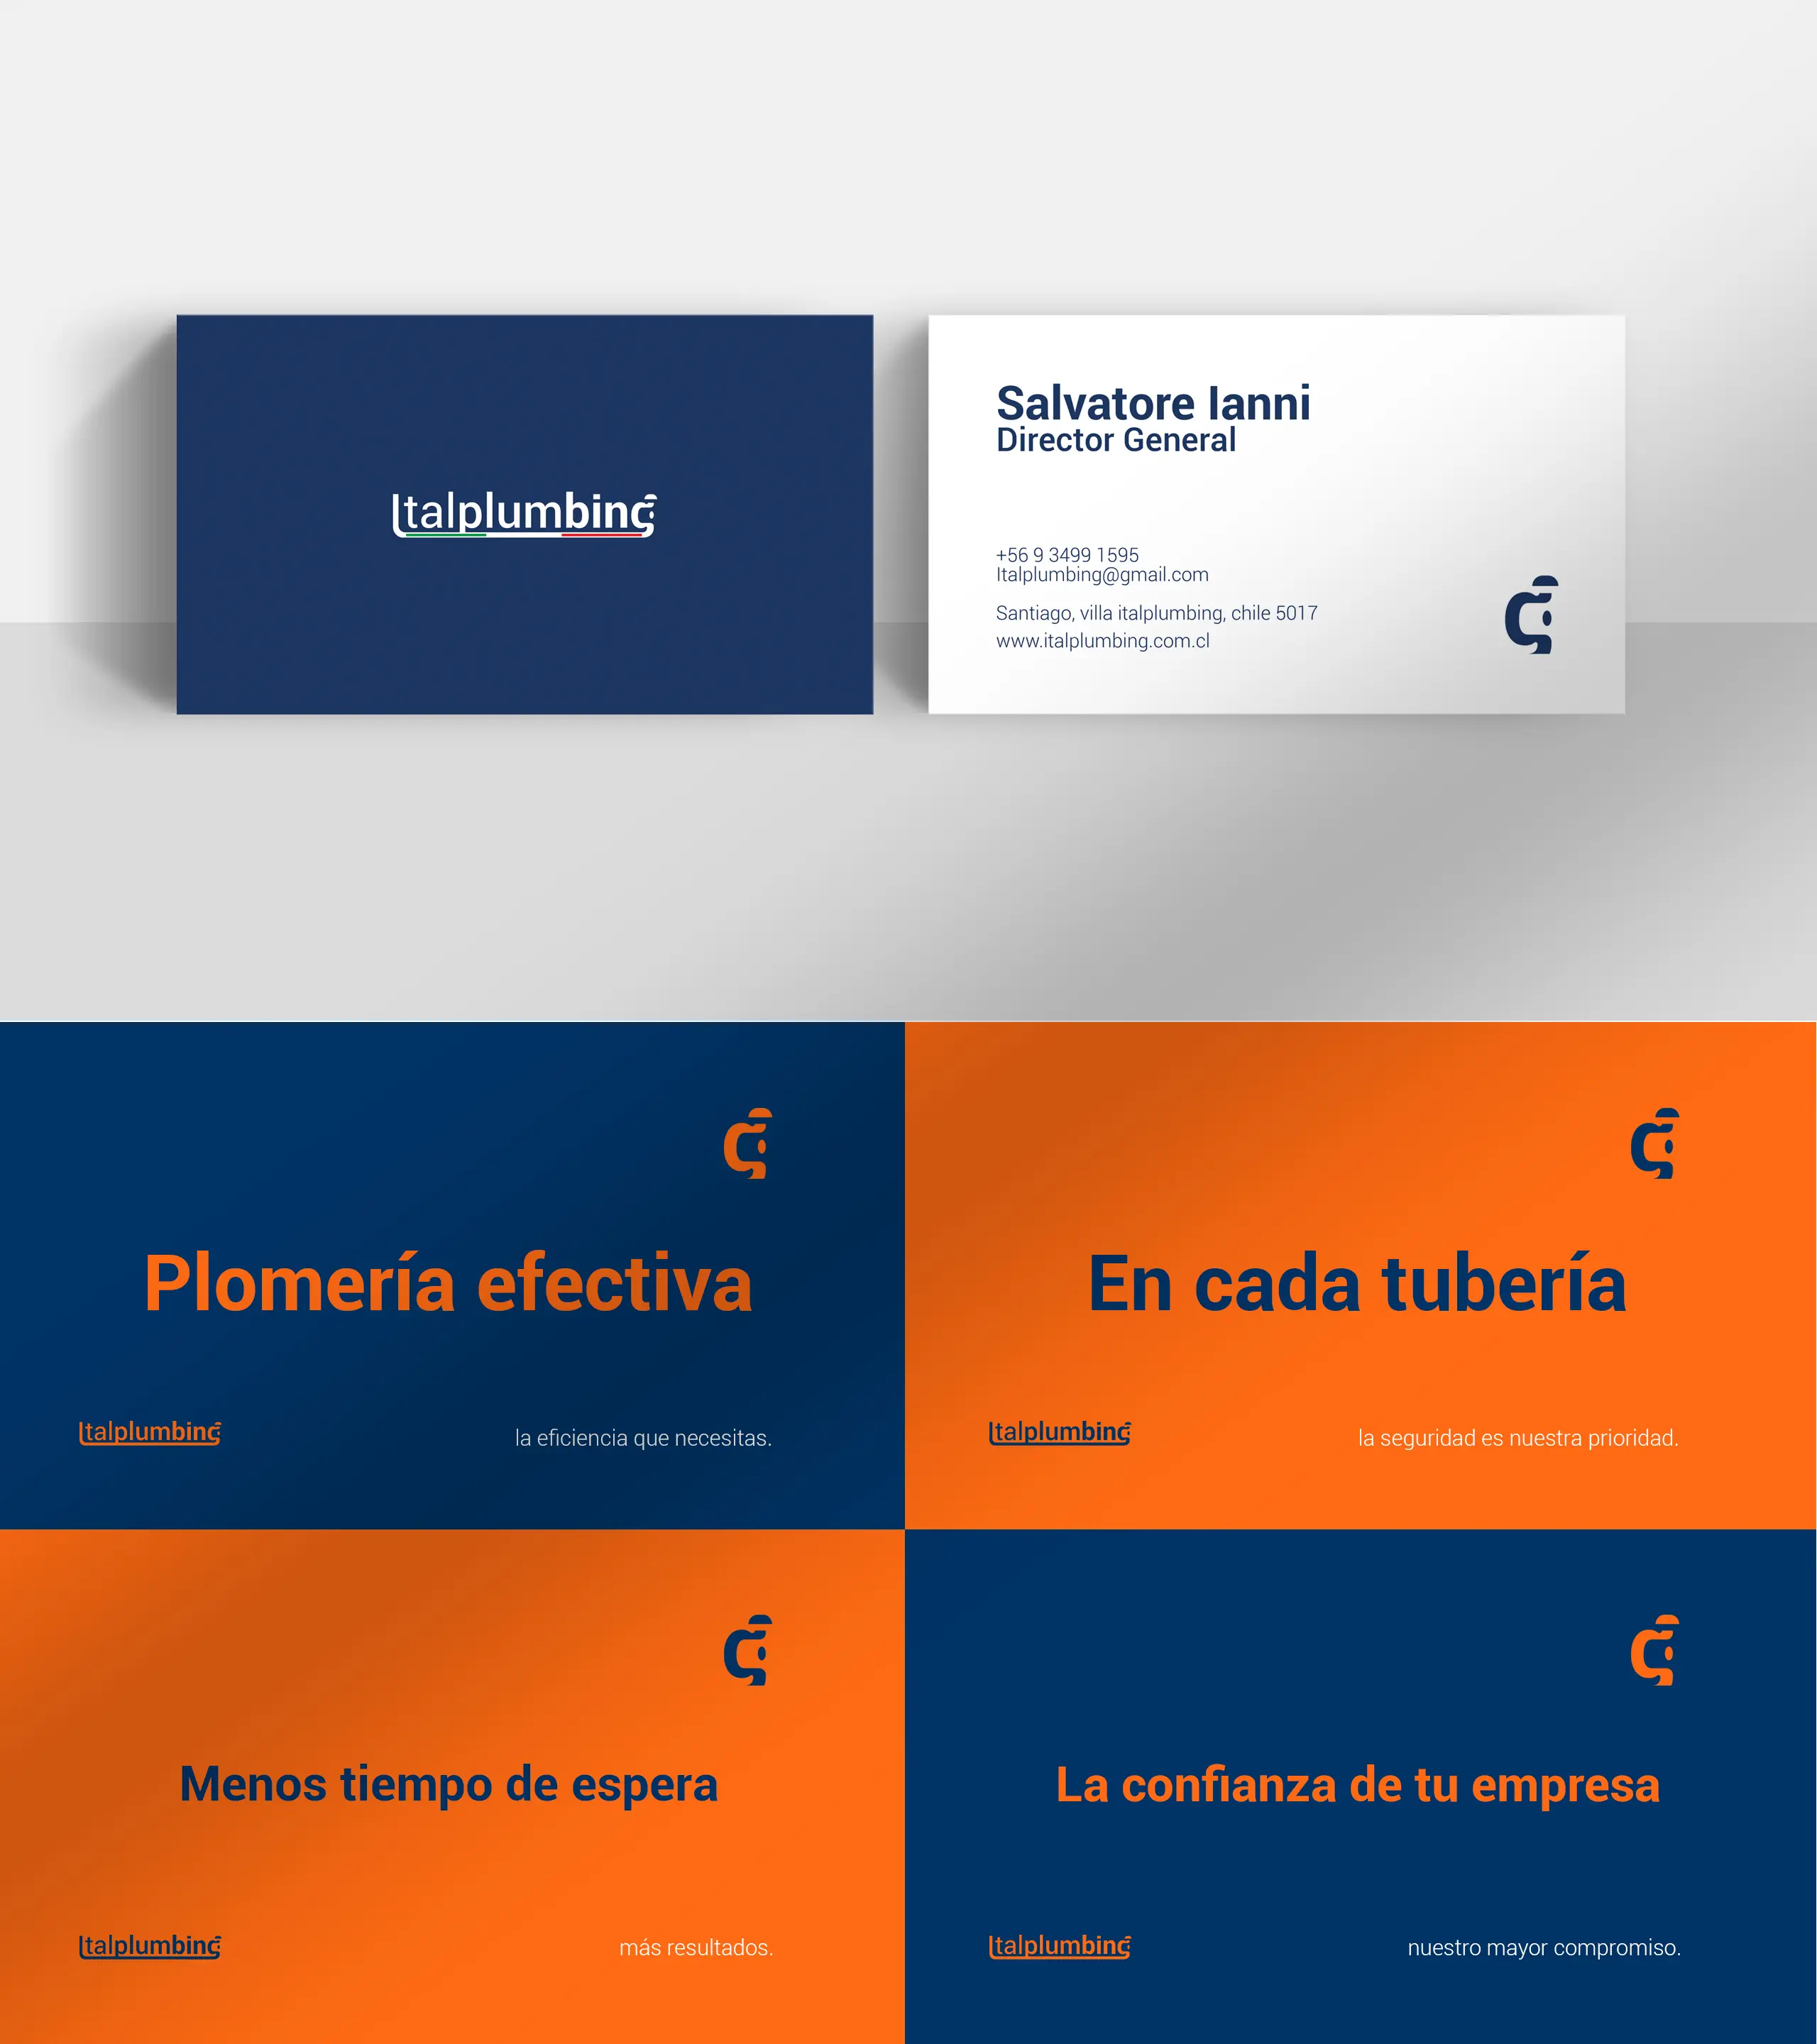 Italplumbing
Salvatore Ianni
Director General
+56 9 3499 1595
Italplumbing@gmail.com
Santiago, villa italplumbing, chile 5017
www.italplumbing.com.cl
Plomería efectiva
Italplumbing
la eficiencia que necesitas.
En cada tubería
Italplumbing
la seguridad es nuestra prioridad.
Menos tiempo de espera
Italplumbing
más resultados.
La confianza de tu empresa
Italplumbing
nuestro mayor compromiso.